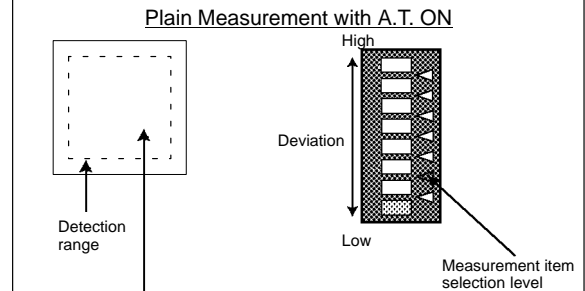 Plain Measurement with A.T. ON
High
Deviation
Detection
range
Low
Measurement item
selection level